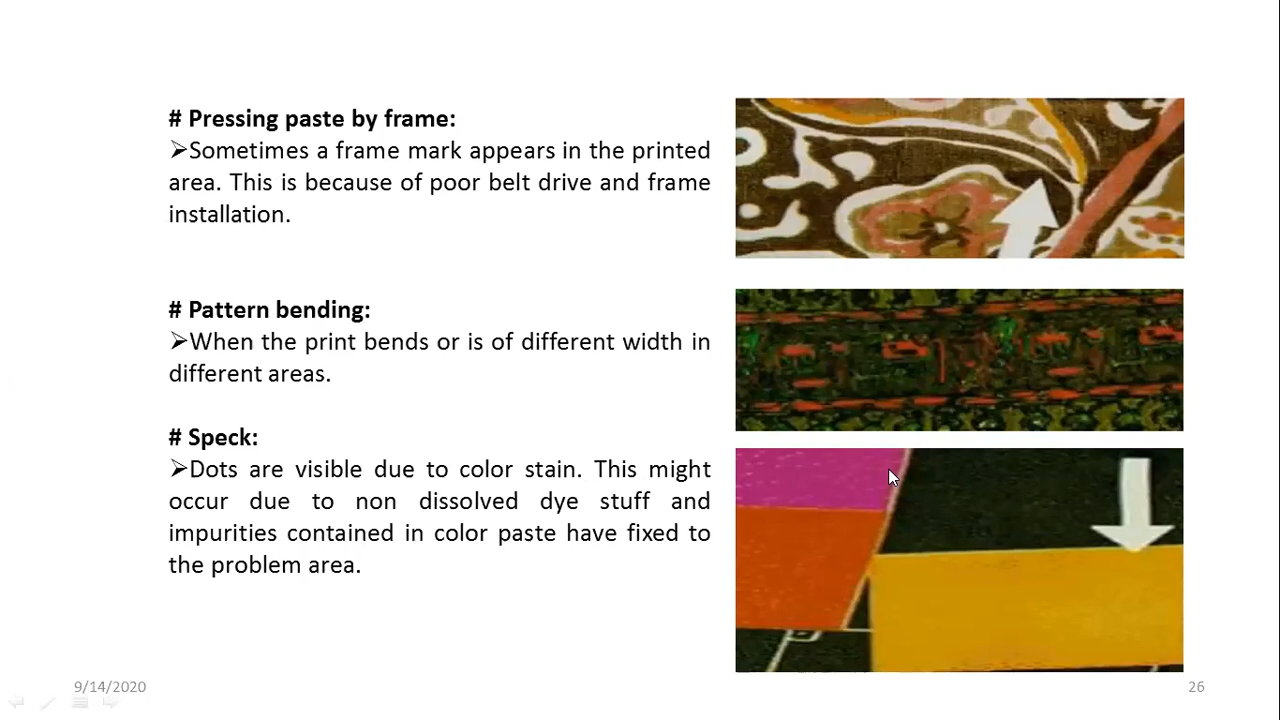 # Pressing paste by frame:
➢Sometimes a frame mark appears in the printed
area. This is because of poor belt drive and frame
installation.
# Pattern bending:
➢When the print bends or is of different width in
different areas.
# Speck:
➢Dots are visible due to color stain. This might
occur due to non dissolved dye stuff and
impurities contained in color paste have fixed to
the problem area.
9/14/2020
26